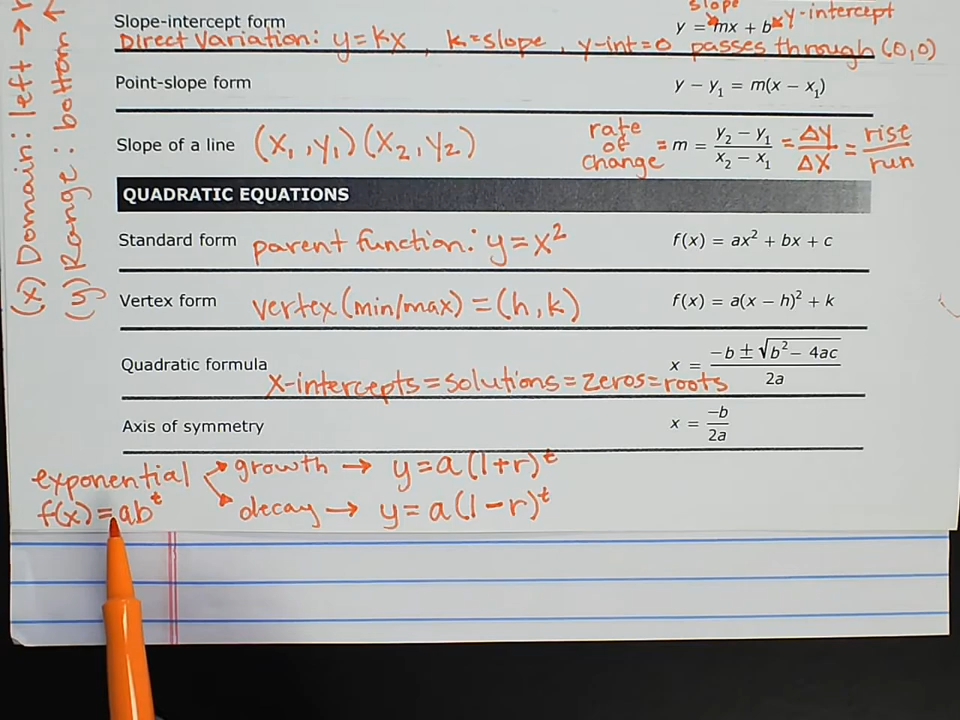 slope
Slope-intercept form y = mx + b y-intercept
Direct Variation: y=kx , k=slope , y-int=0 passes through (0,0)
Point-slope form y − y₁ = m(x − x₁)
Slope of a line (x₁,y₁)(x₂,y₂) rate of change = m = (y₂ − y₁)/(x₂ − x₁) = Δy/Δx = rise/run
QUADRATIC EQUATIONS
Standard form parent function: y=x² f(x) = ax² + bx + c
Vertex form vertex (min/max) = (h,k) f(x) = a(x − h)² + k
Quadratic formula x = (−b ± √(b² − 4ac))/2a
x-intercepts=solutions=zeros=roots
Axis of symmetry x = −b/2a
exponential → growth → y=a(1+r)^t
f(x)=ab^t → decay → y=a(1−r)^t
(x) Domain: left →
(y) Range: bottom